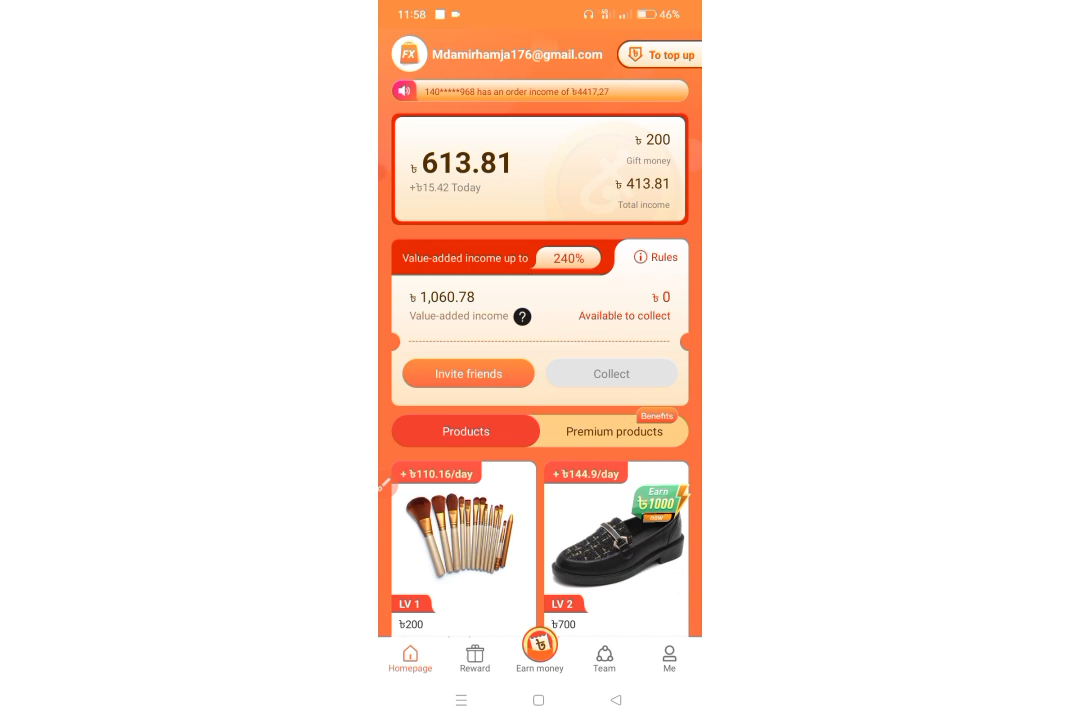 11:58
46%
FX
Mdamirhamja176@gmail.com
To top up
140*****968 has an order income of ৳4417,27
৳ 613.81
+৳15.42 Today
৳ 200
Gift money
৳ 413.81
Total income
Value-added income up to
240%
Rules
৳ 1,060.78
Value-added income ?
৳ 0
Available to collect
Invite friends
Collect
Benefits
Products
Premium products
+ ৳110.16/day
+ ৳144.9/day
Earn
৳1000
now
LV 1
LV 2
৳200
৳700
Homepage
Reward
Earn money
Team
Me